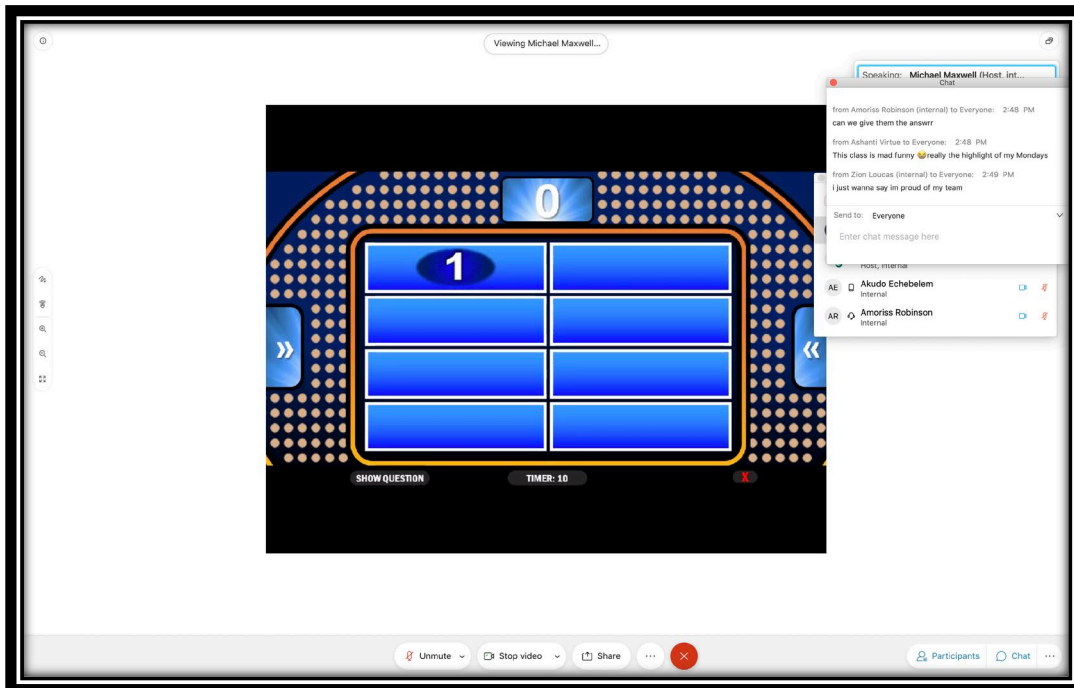 Viewing Michael Maxwell...
Speaking: Michael Maxwell (Host, int...
Chat
from Amoriss Robinson (internal) to Everyone: 2:48 PM
can we give them the answrr
from Ashanti Virtue to Everyone: 2:48 PM
This class is mad funny 😂really the highlight of my Mondays
from Zion Loucas (internal) to Everyone: 2:49 PM
i just wanna say im proud of my team
Send to: Everyone
Enter chat message here
Host, Internal
AE Akudo Echebelem
Internal
AR Amoriss Robinson
Internal
0
1
SHOW QUESTION TIMER: 10 X
Unmute Stop video Share ... Participants Chat ...